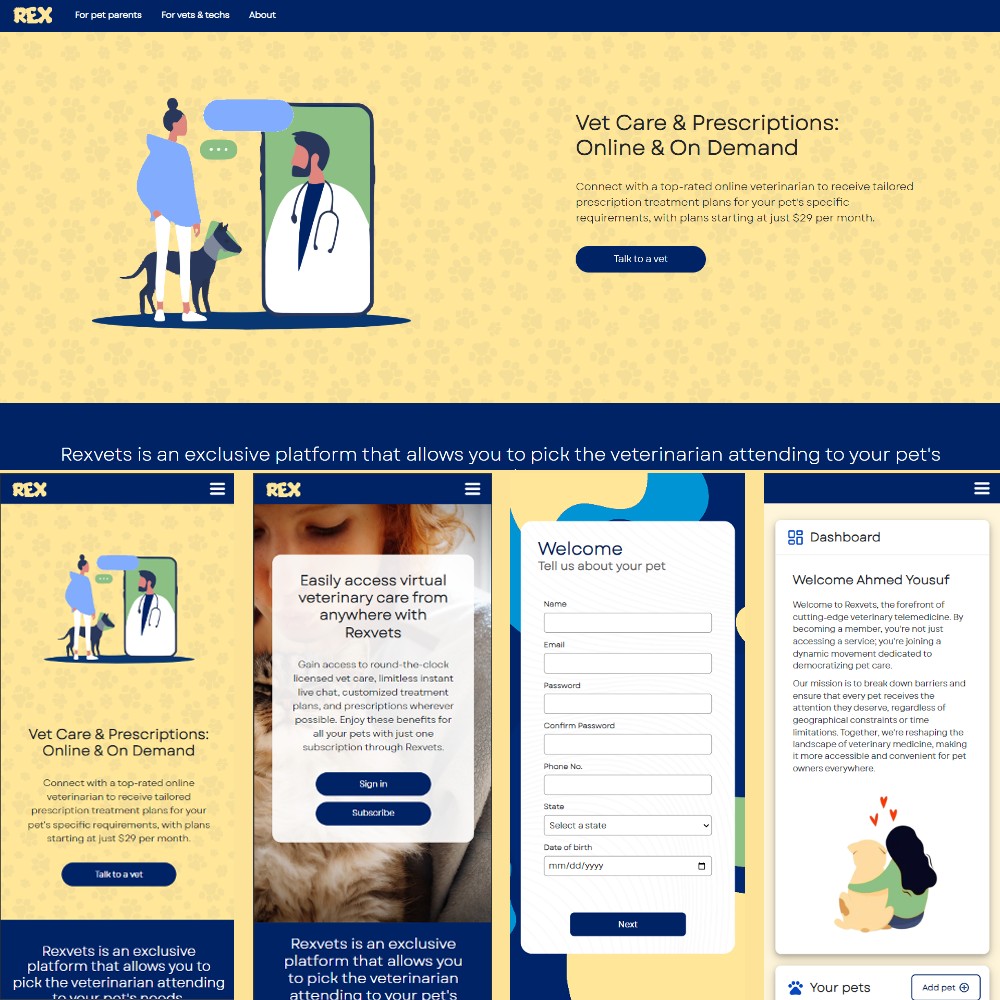 REX
For pet parents
For vets & techs
About
Vet Care & Prescriptions:
Online & On Demand
Connect with a top-rated online veterinarian to receive tailored
prescription treatment plans for your pet's specific
requirements, with plans starting at just $29 per month.
Talk to a vet
Rexvets is an exclusive platform that allows you to pick the veterinarian attending to your pet's
REX
Vet Care & Prescriptions:
Online & On Demand
Connect with a top-rated online
veterinarian to receive tailored
prescription treatment plans for your
pet's specific requirements, with plans
starting at just $29 per month.
Talk to a vet
Rexvets is an exclusive
platform that allows you to
pick the veterinarian attending
to your pet's needs
REX
Easily access virtual
veterinary care from
anywhere with
Rexvets
Gain access to round-the-clock
licensed vet care, limitless instant
live chat, customized treatment
plans, and prescriptions wherever
possible. Enjoy these benefits for
all your pets with just one
subscription through Rexvets.
Sign in
Subscribe
Rexvets is an exclusive
platform that allows you
to pick the veterinarian
attending to your pet's
Welcome
Tell us about your pet
Name
Email
Password
Confirm Password
Phone No.
State
Select a state
Date of birth
mm/dd/yyyy
Next
Dashboard
Welcome Ahmed Yousuf
Welcome to Rexvets, the forefront of
cutting-edge veterinary telemedicine. By
becoming a member, you're not just
accessing a service; you're joining a
dynamic movement dedicated to
democratizing pet care.
Our mission is to break down barriers and
ensure that every pet receives the
attention they deserve, regardless of
geographical constraints or time
limitations. Together, we're reshaping the
landscape of veterinary medicine, making
it more accessible and convenient for pet
owners everywhere.
Your pets
Add pet